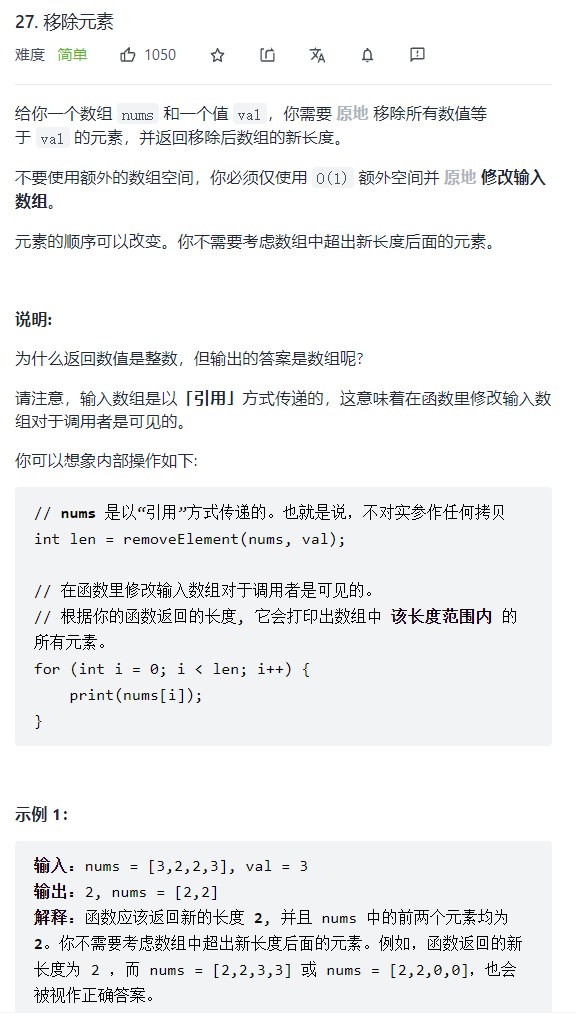 27. 移除元素
难度 简单 1050
给你一个数组 nums 和一个值 val，你需要 原地 移除所有数值等
于 val 的元素，并返回移除后数组的新长度。
不要使用额外的数组空间，你必须仅使用 O(1) 额外空间并 原地 修改输入
数组。
元素的顺序可以改变。你不需要考虑数组中超出新长度后面的元素。
说明:
为什么返回数值是整数，但输出的答案是数组呢?
请注意，输入数组是以「引用」方式传递的，这意味着在函数里修改输入数
组对于调用者是可见的。
你可以想象内部操作如下:
// nums 是以“引用”方式传递的。也就是说，不对实参作任何拷贝
int len = removeElement(nums, val);
// 在函数里修改输入数组对于调用者是可见的。
// 根据你的函数返回的长度, 它会打印出数组中 该长度范围内 的
所有元素。
for (int i = 0; i < len; i++) {
    print(nums[i]);
}
示例 1：
输入：nums = [3,2,2,3], val = 3
输出：2, nums = [2,2]
解释：函数应该返回新的长度 2, 并且 nums 中的前两个元素均为
2。你不需要考虑数组中超出新长度后面的元素。例如，函数返回的新
长度为 2 ，而 nums = [2,2,3,3] 或 nums = [2,2,0,0]，也会
被视作正确答案。